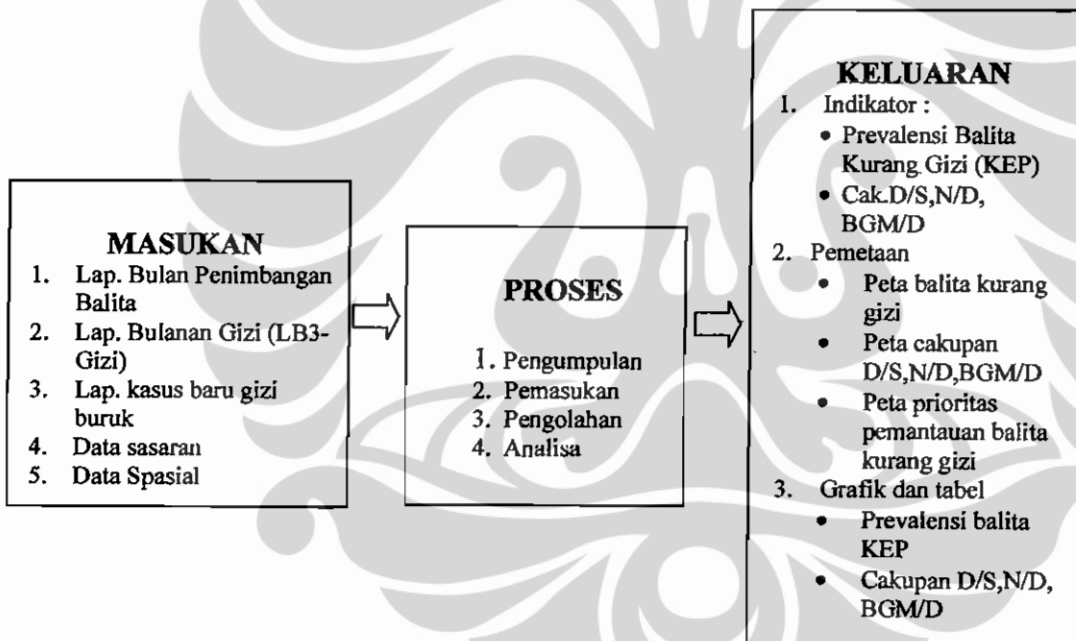 MASUKAN
1. Lap. Bulan Penimbangan
Balita
2. Lap. Bulanan Gizi (LB3-
Gizi)
3. Lap. kasus baru gizi
buruk
4. Data sasaran
5. Data Spasial
PROSES
1. Pengumpulan
2. Pemasukan
3. Pengolahan
4. Analisa
KELUARAN
1. Indikator :
• Prevalensi Balita
Kurang Gizi (KEP)
• Cak.D/S,N/D,
BGM/D
2. Pemetaan
• Peta balita kurang
gizi
• Peta cakupan
D/S,N/D,BGM/D
• Peta prioritas
pemantauan balita
kurang gizi
3. Grafik dan tabel
• Prevalensi balita
KEP
• Cakupan D/S,N/D,
BGM/D